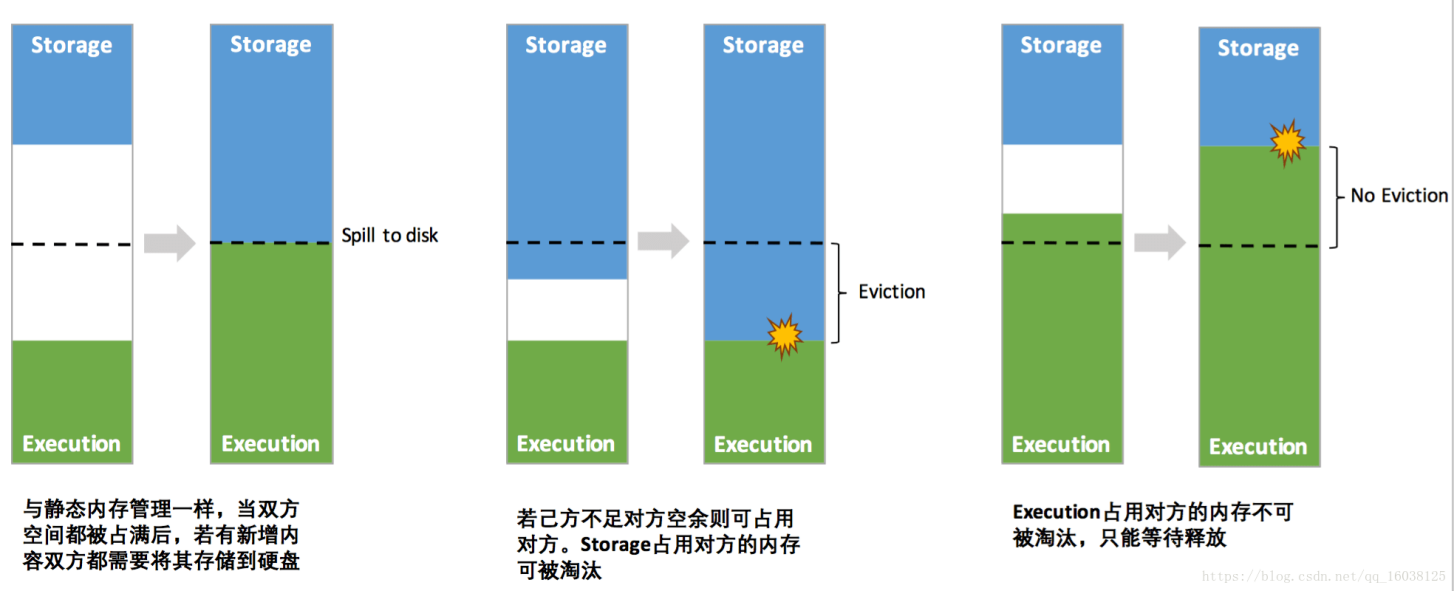 Storage
Storage
Spill to disk
Execution
Execution
与静态内存管理一样，当双方
空间都被占满后，若有新增内
容双方都需要将其存储到硬盘
Storage
Storage
Eviction
Execution
Execution
若己方不足对方空余则可占用
对方。Storage占用对方的内存
可被淘汰
Storage
Storage
No Eviction
Execution
Execution
Execution占用对方的内存不可
被淘汰，只能等待释放
https://blog.csdn.net/qq_16038125